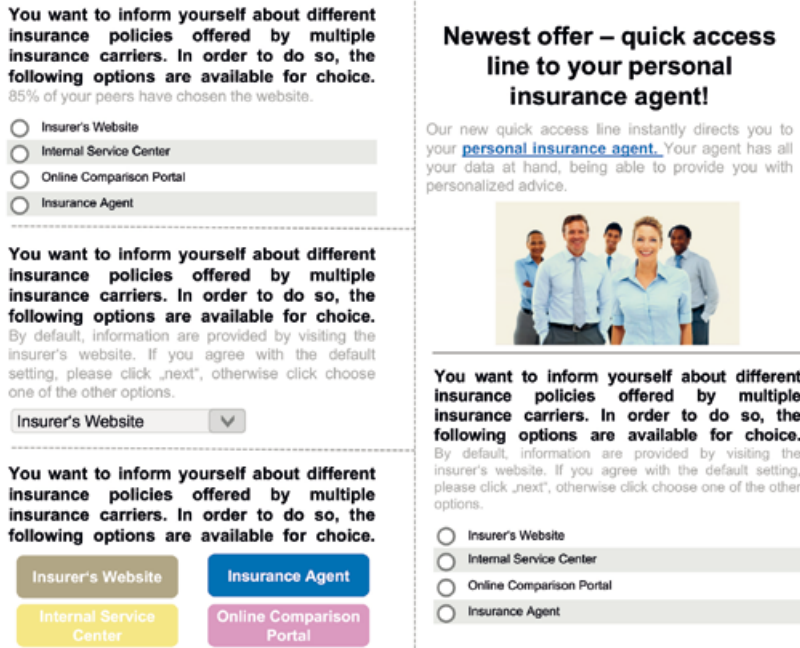 You want to inform yourself about different
insurance policies offered by multiple
insurance carriers. In order to do so, the
following options are available for choice.
85% of your peers have chosen the website.
Insurer's Website
Internal Service Center
Online Comparison Portal
Insurance Agent
You want to inform yourself about different
insurance policies offered by multiple
insurance carriers. In order to do so, the
following options are available for choice.
By default, information are provided by visiting the
insurer's website. If you agree with the default
setting, please click „next“, otherwise click choose
one of the other options.
Insurer's Website
You want to inform yourself about different
insurance policies offered by multiple
insurance carriers. In order to do so, the
following options are available for choice.
Insurer's Website
Insurance Agent
Internal Service
Center
Online Comparison
Portal
Newest offer – quick access
line to your personal
insurance agent!
Our new quick access line instantly directs you to
your personal insurance agent. Your agent has all
your data at hand, being able to provide you with
personalized advice.
You want to inform yourself about different
insurance policies offered by multiple
insurance carriers. In order to do so, the
following options are available for choice.
By default, information are provided by visiting the
insurer's website. If you agree with the default setting,
please click „next“, otherwise click choose one of the other
options.
Insurer's Website
Internal Service Center
Online Comparison Portal
Insurance Agent